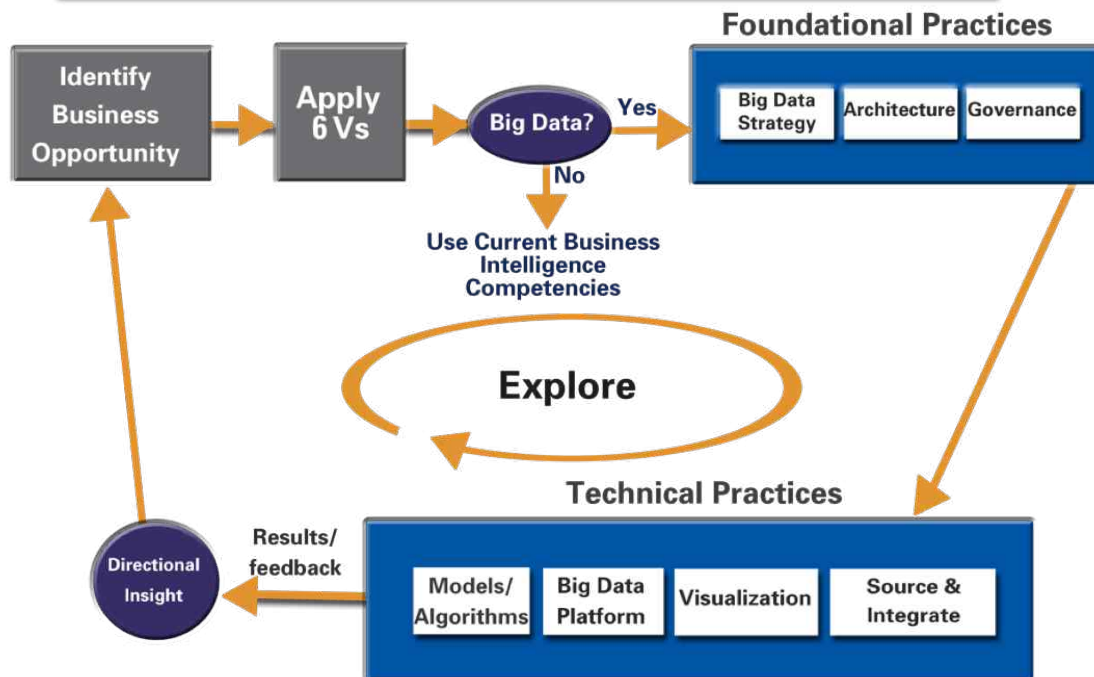 Foundational Practices
Identify
Business
Opportunity
Apply
6 Vs
Big Data?
Yes
Big Data
Strategy
Architecture
Governance
No
Use Current Business
Intelligence
Competencies
Explore
Technical Practices
Directional
Insight
Results/
feedback
Models/
Algorithms
Big Data
Platform
Visualization
Source &
Integrate